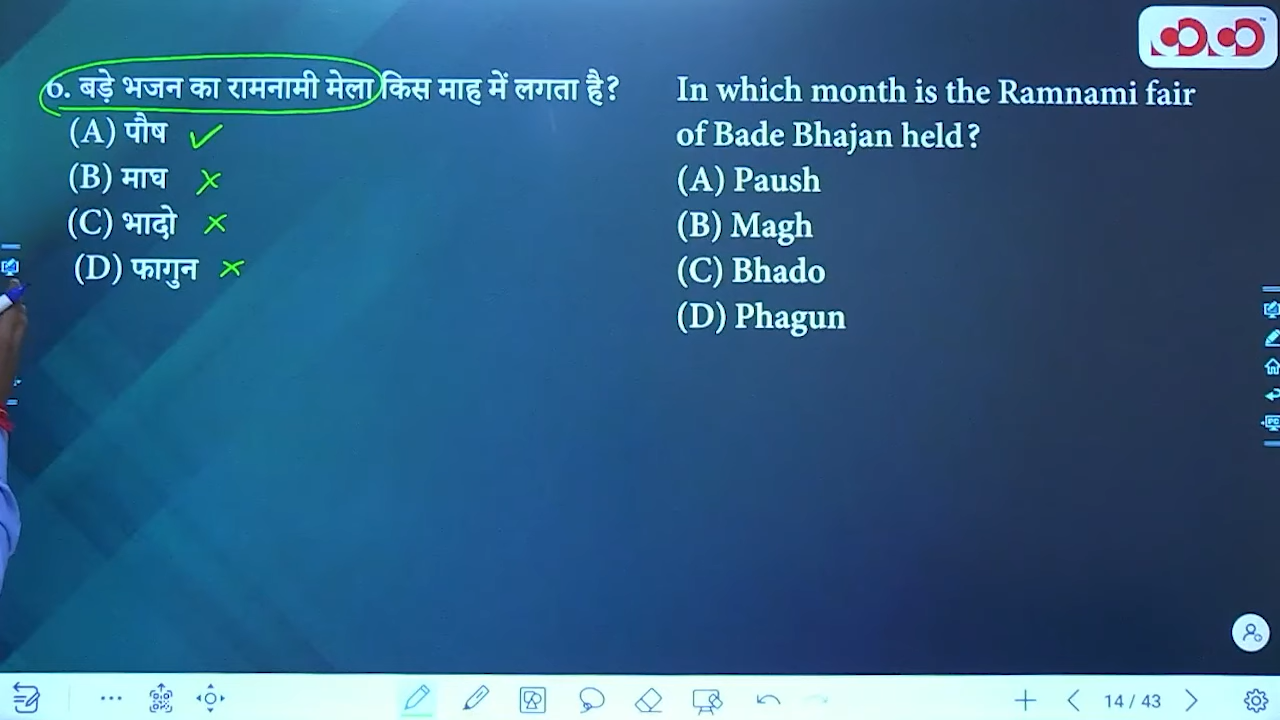 6. बड़े भजन का रामनामी मेला किस माह में लगता है?
(A) पौष
(B) माघ
(C) भादो
(D) फागुन
In which month is the Ramnami fair
of Bade Bhajan held?
(A) Paush
(B) Magh
(C) Bhado
(D) Phagun
14 / 43